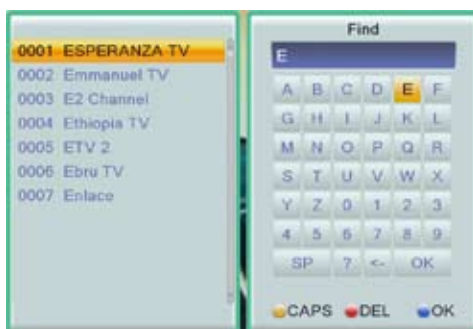 0001 ESPERANZA TV
0002 Emmanuel TV
0003 E2 Channel
0004 Ethiopia TV
0005 ETV 2
0006 Ebru TV
0007 Enlace
Find
E
A B C D E F
G H I J K L
M N O P Q R
S T U V W X
Y Z 0 1 2 3
4 5 6 7 8 9
SP ? <- OK
CAPS DEL OK